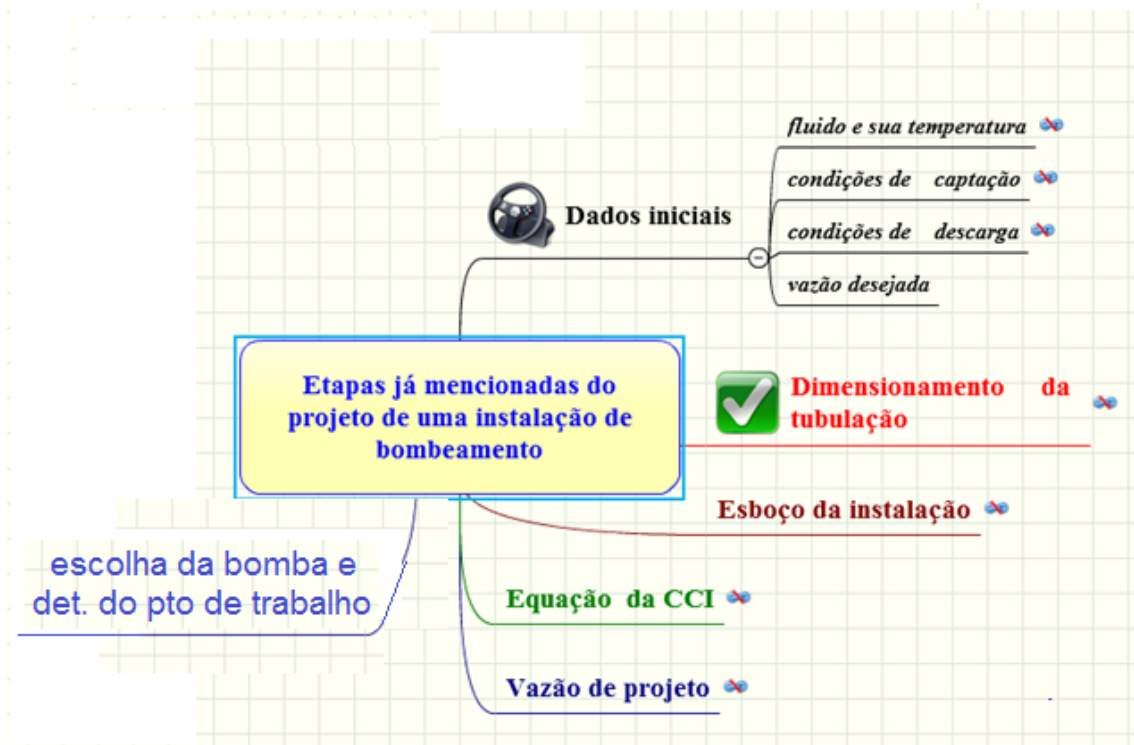 fluido e sua temperatura
condições de captação
Dados iniciais
condições de descarga
vazão desejada
Etapas já mencionadas do
projeto de uma instalação de
bombeamento
Dimensionamento da
tubulação
Esboço da instalação
escolha da bomba e
det. do pto de trabalho
Equação da CCI
Vazão de projeto